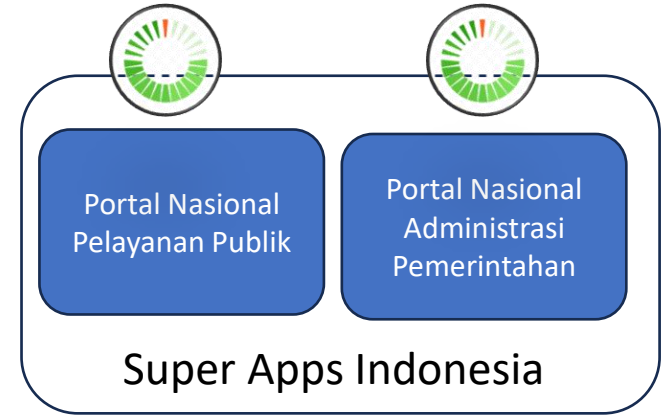 Portal Nasional
Pelayanan Publik
Portal Nasional
Administrasi
Pemerintahan
Super Apps Indonesia